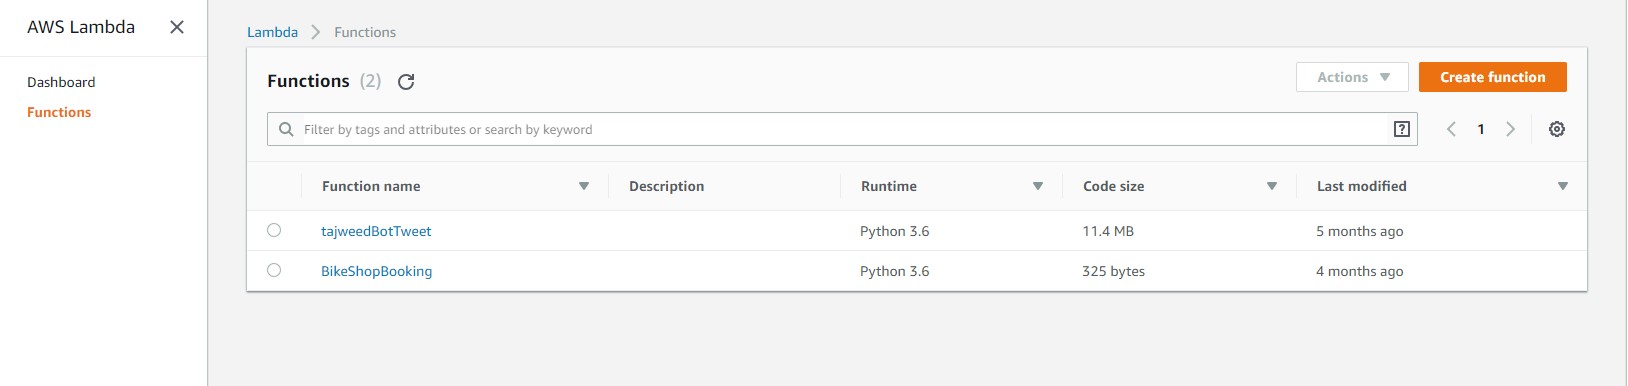 AWS Lambda
Dashboard
Functions
Lambda > Functions
Functions (2)
Actions
Create function
Filter by tags and attributes or search by keyword
?
1
Function name Description Runtime Code size Last modified
tajweedBotTweet Python 3.6 11.4 MB 5 months ago
BikeShopBooking Python 3.6 325 bytes 4 months ago